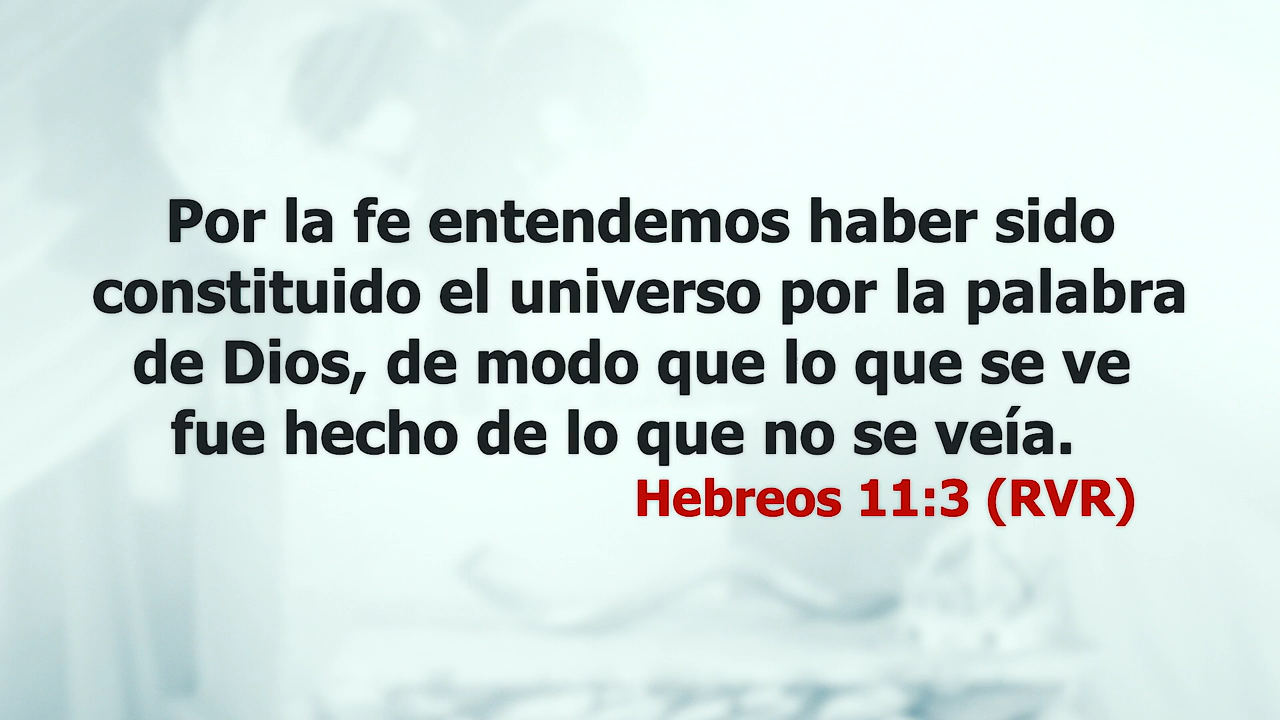 Por la fe entendemos haber sido
constituido el universo por la palabra
de Dios, de modo que lo que se ve
fue hecho de lo que no se veía.
Hebreos 11:3 (RVR)